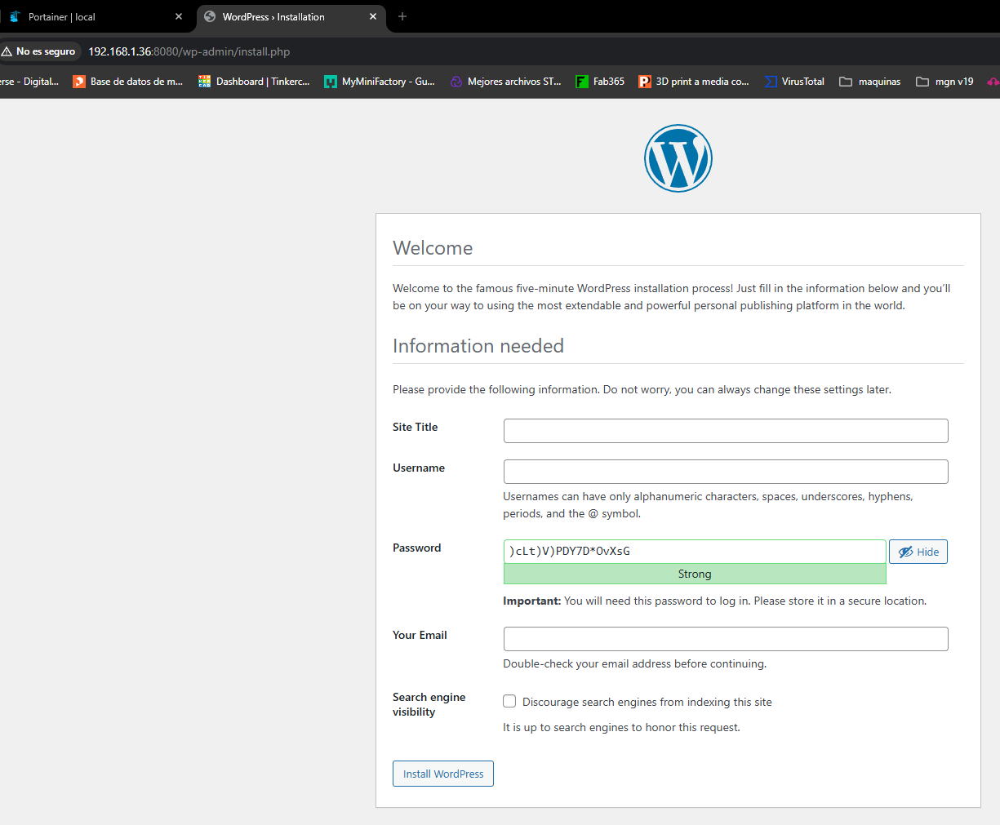 Portainer | local
WordPress › Installation
No es seguro 192.168.1.36:8080/wp-admin/install.php
erse - Digital... Base de datos de m... Dashboard | Tinkerc... MyMiniFactory - Gu... Mejores archivos ST... Fab365 3D print a media co... VirusTotal maquinas mgn v19
Welcome
Welcome to the famous five-minute WordPress installation process! Just fill in the information below and you’ll
be on your way to using the most extendable and powerful personal publishing platform in the world.
Information needed
Please provide the following information. Do not worry, you can always change these settings later.
Site Title
Username
Usernames can have only alphanumeric characters, spaces, underscores, hyphens,
periods, and the @ symbol.
Password )cLt)V)PDY7D*OvXsG Hide
Strong
Important: You will need this password to log in. Please store it in a secure location.
Your Email
Double-check your email address before continuing.
Search engine
visibility
Discourage search engines from indexing this site
It is up to search engines to honor this request.
Install WordPress